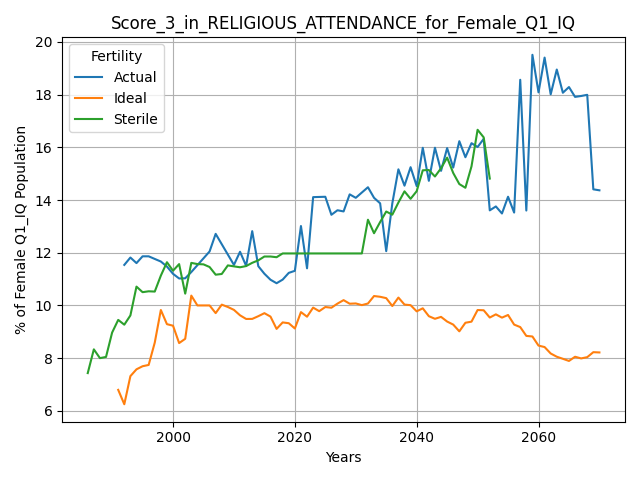 Score_3_in_RELIGIOUS_ATTENDANCE_for_Female_Q1_IQ
% of Female Q1_IQ Population
20
18
16
14
12
10
8
6
Fertility
Actual
Ideal
Sterile
2000
2020
2040
2060
Years